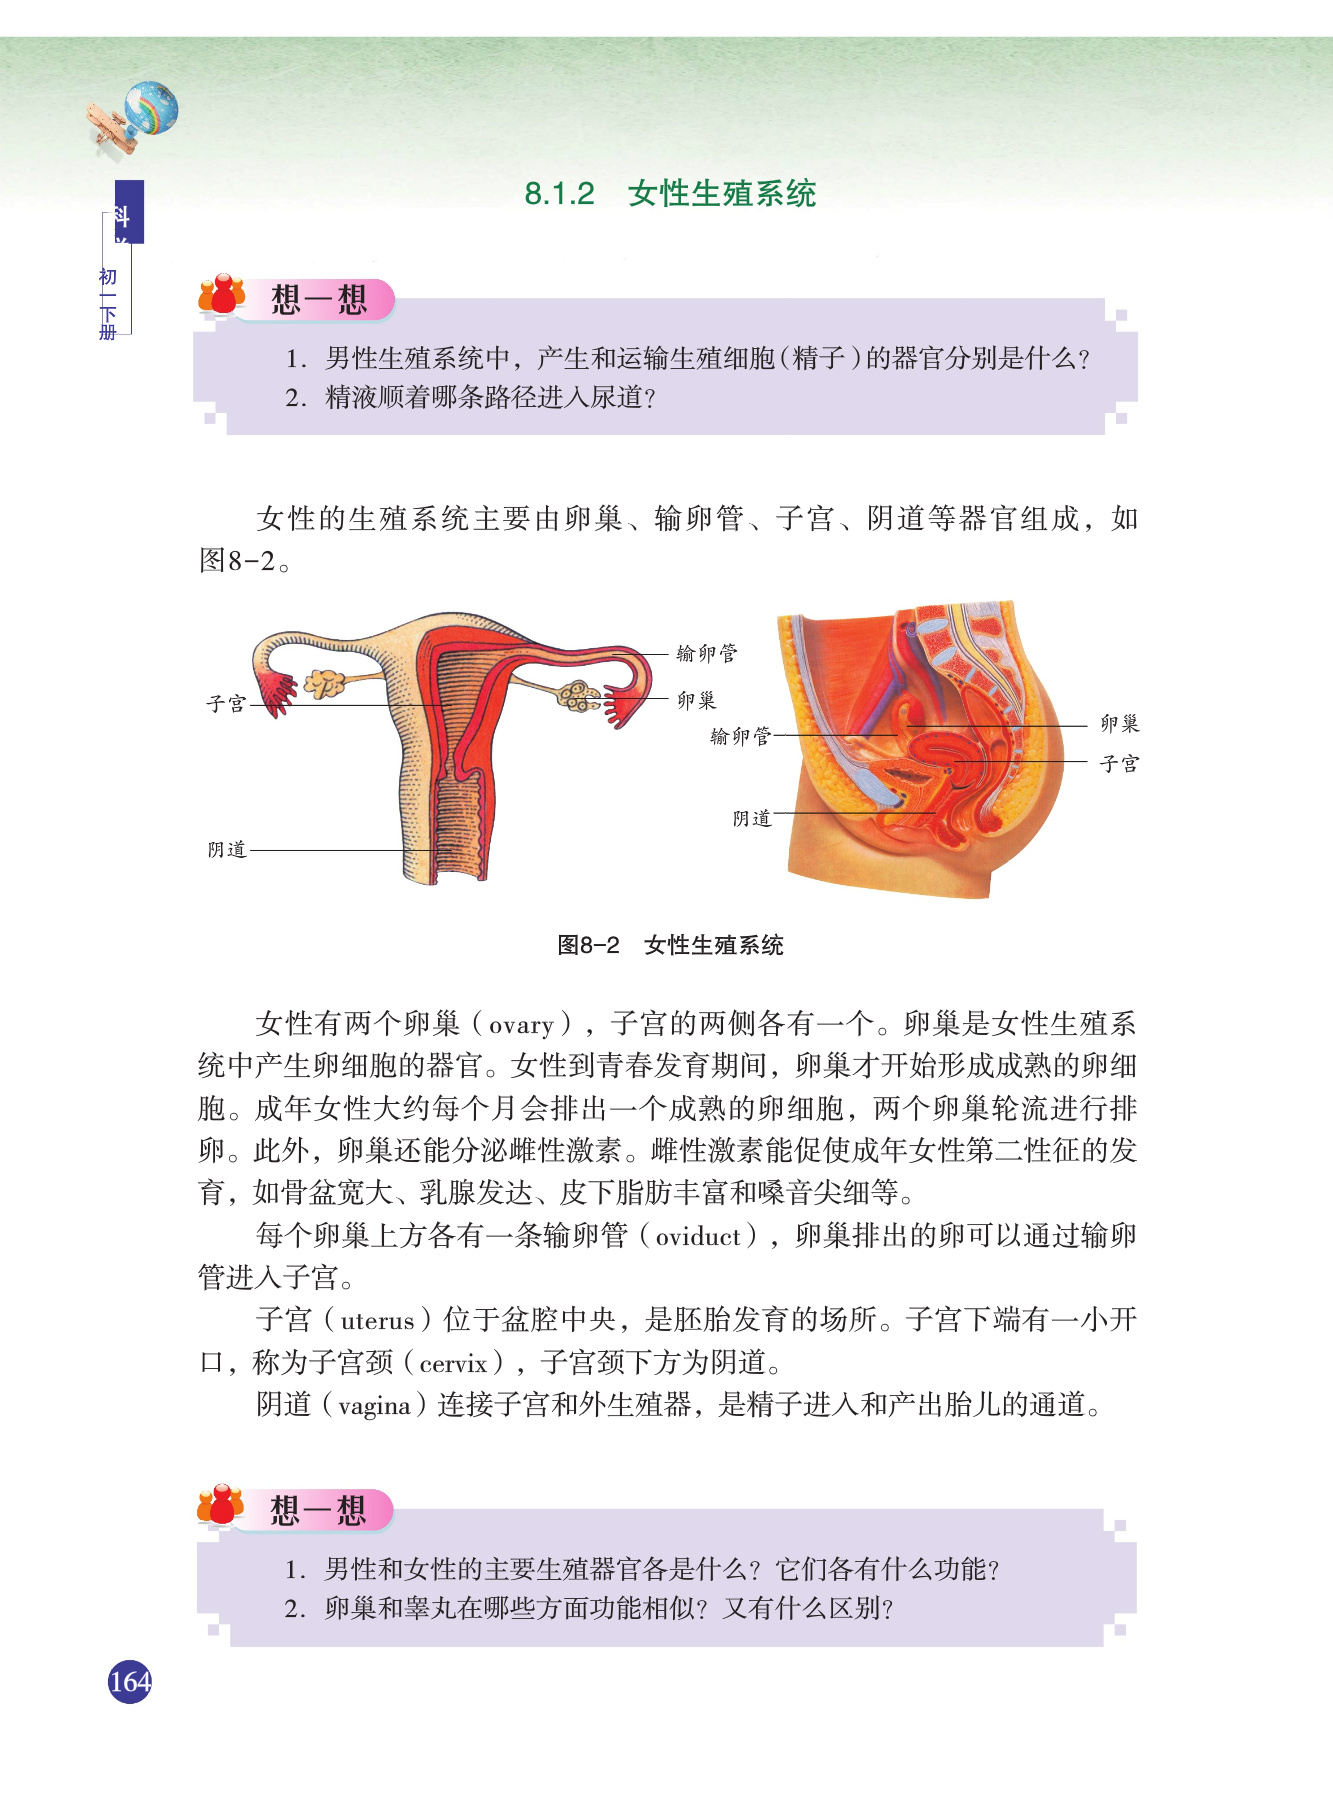 科
初一下册
8.1.2 女性生殖系统
想一想
1. 男性生殖系统中，产生和运输生殖细胞(精子)的器官分别是什么?
2. 精液顺着哪条路径进入尿道?
女性的生殖系统主要由卵巢、输卵管、子宫、阴道等器官组成，如
图8-2。
输卵管
卵巢
子宫
阴道
输卵管
卵巢
子宫
阴道
图8-2 女性生殖系统
女性有两个卵巢（ovary），子宫的两侧各有一个。卵巢是女性生殖系
统中产生卵细胞的器官。女性到青春发育期间，卵巢才开始形成成熟的卵细
胞。成年女性大约每个月会排出一个成熟的卵细胞，两个卵巢轮流进行排
卵。此外，卵巢还能分泌雌性激素。雌性激素能促使成年女性第二性征的发
育，如骨盆宽大、乳腺发达、皮下脂肪丰富和嗓音尖细等。
每个卵巢上方各有一条输卵管（oviduct），卵巢排出的卵可以通过输卵
管进入子宫。
子宫（uterus）位于盆腔中央，是胚胎发育的场所。子宫下端有一小开
口，称为子宫颈（cervix），子宫颈下方为阴道。
阴道（vagina）连接子宫和外生殖器，是精子进入和产出胎儿的通道。
想一想
1. 男性和女性的主要生殖器官各是什么? 它们各有什么功能?
2. 卵巢和睾丸在哪些方面功能相似? 又有什么区别?
164